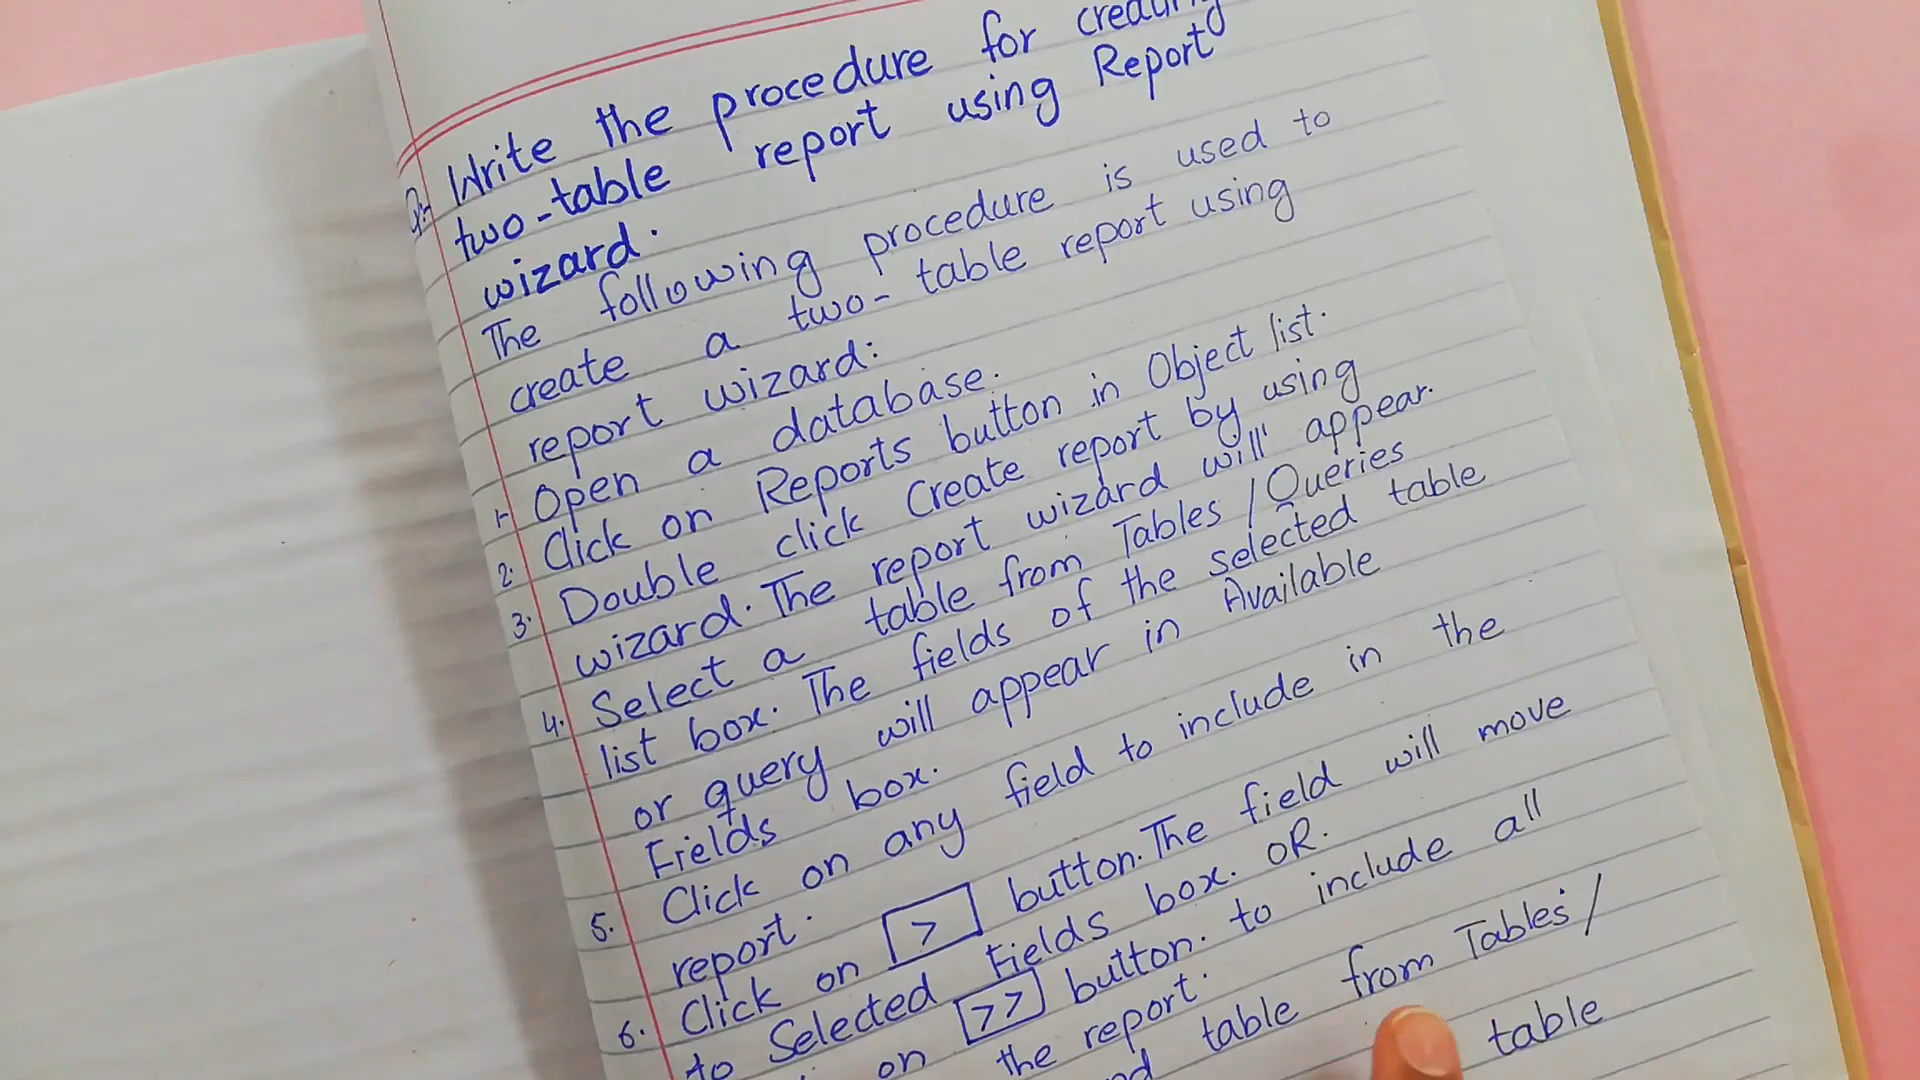 Q:- Write the procedure for creating
two-table report using Report
wizard.
The following procedure is used to
create a two-table report using
report wizard:
1- Open a database.
2. Click on Reports button in Object list.
3. Double click Create report by using
wizard. The report wizard will appear.
4. Select a table from Tables/Queries
list box. The fields of the selected table
or query will appear in Available
Fields box.
5. Click on any field to include in the
report.
6. Click on > button. The field will move
to Selected Fields box. OR.
on >> button. to include all
the report.
table from Tables/
table